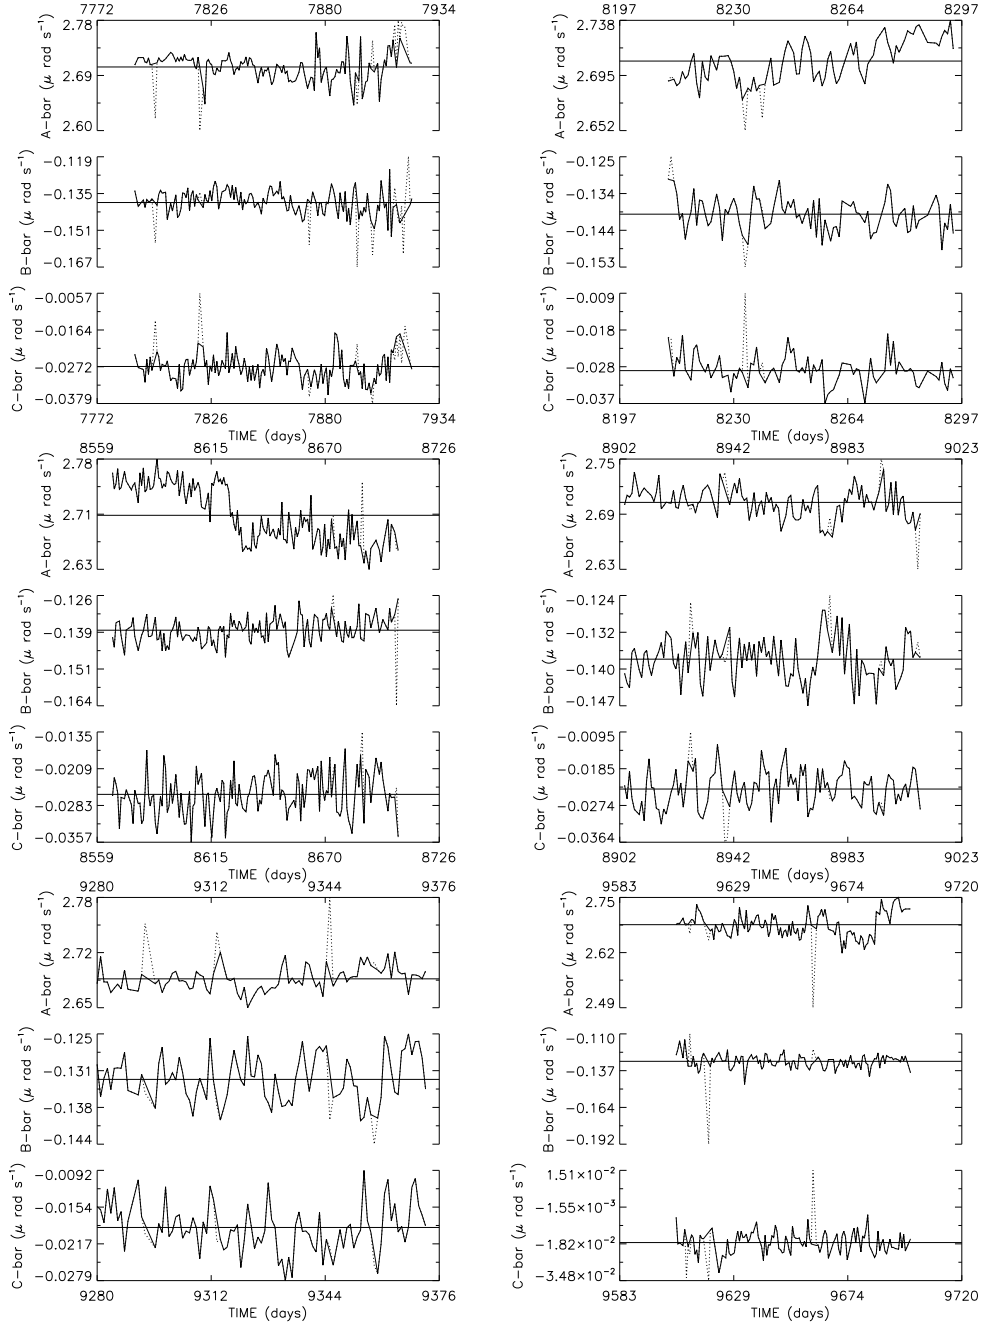 7772 7826 7880 7934
2.78
2.69
2.60
A-bar (μ rad s⁻¹)
-0.119
-0.135
-0.151
-0.167
B-bar (μ rad s⁻¹)
-0.0057
-0.0164
-0.0272
-0.0379
C-bar (μ rad s⁻¹)
7772 7826 7880 7934
TIME (days)
8197 8230 8264 8297
2.738
2.695
2.652
A-bar (μ rad s⁻¹)
-0.125
-0.134
-0.144
-0.153
B-bar (μ rad s⁻¹)
-0.009
-0.018
-0.028
-0.037
C-bar (μ rad s⁻¹)
8197 8230 8264 8297
TIME (days)
8559 8615 8670 8726
2.78
2.71
2.63
A-bar (μ rad s⁻¹)
-0.126
-0.139
-0.151
-0.164
B-bar (μ rad s⁻¹)
-0.0135
-0.0209
-0.0283
-0.0357
C-bar (μ rad s⁻¹)
8559 8615 8670 8726
TIME (days)
8902 8942 8983 9023
2.75
2.69
2.63
A-bar (μ rad s⁻¹)
-0.124
-0.132
-0.140
-0.147
B-bar (μ rad s⁻¹)
-0.0095
-0.0185
-0.0274
-0.0364
C-bar (μ rad s⁻¹)
8902 8942 8983 9023
TIME (days)
9280 9312 9344 9376
2.78
2.72
2.65
A-bar (μ rad s⁻¹)
-0.125
-0.131
-0.138
-0.144
B-bar (μ rad s⁻¹)
-0.0092
-0.0154
-0.0217
-0.0279
C-bar (μ rad s⁻¹)
9280 9312 9344 9376
TIME (days)
9583 9629 9674 9720
2.75
2.62
2.49
A-bar (μ rad s⁻¹)
-0.110
-0.137
-0.164
-0.192
B-bar (μ rad s⁻¹)
1.51×10⁻²
-1.55×10⁻³
-1.82×10⁻²
-3.48×10⁻²
C-bar (μ rad s⁻¹)
9583 9629 9674 9720
TIME (days)